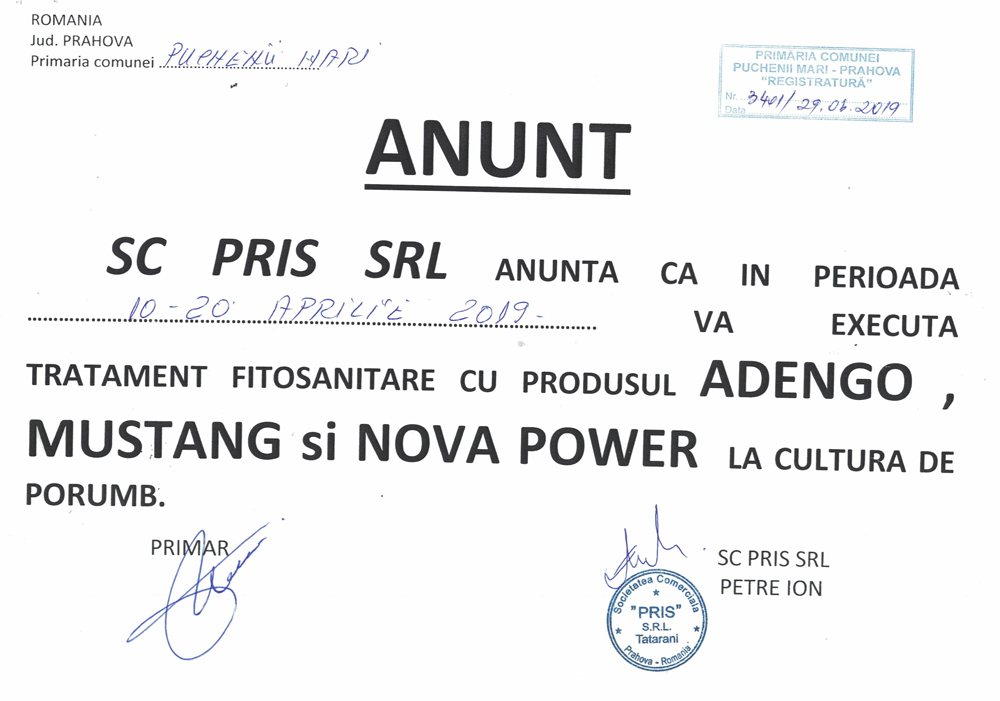 ROMANIA
Jud. PRAHOVA
Primaria comunei PUCHENII MARI
PRIMĂRIA COMUNEI
PUCHENII MARI - PRAHOVA
"REGISTRATURĂ"
Nr. 3401/29.03.2019
Data
ANUNT
SC PRIS SRL ANUNTA CA IN PERIOADA
10-20 APRILIE 2019- VA EXECUTA
TRATAMENT FITOSANITARE CU PRODUSUL ADENGO ,
MUSTANG si NOVA POWER LA CULTURA DE
PORUMB.
PRIMAR
SC PRIS SRL
PETRE ION
Societatea Comerciala
"PRIS"
S.R.L.
Tatarani
Prahova - Romania